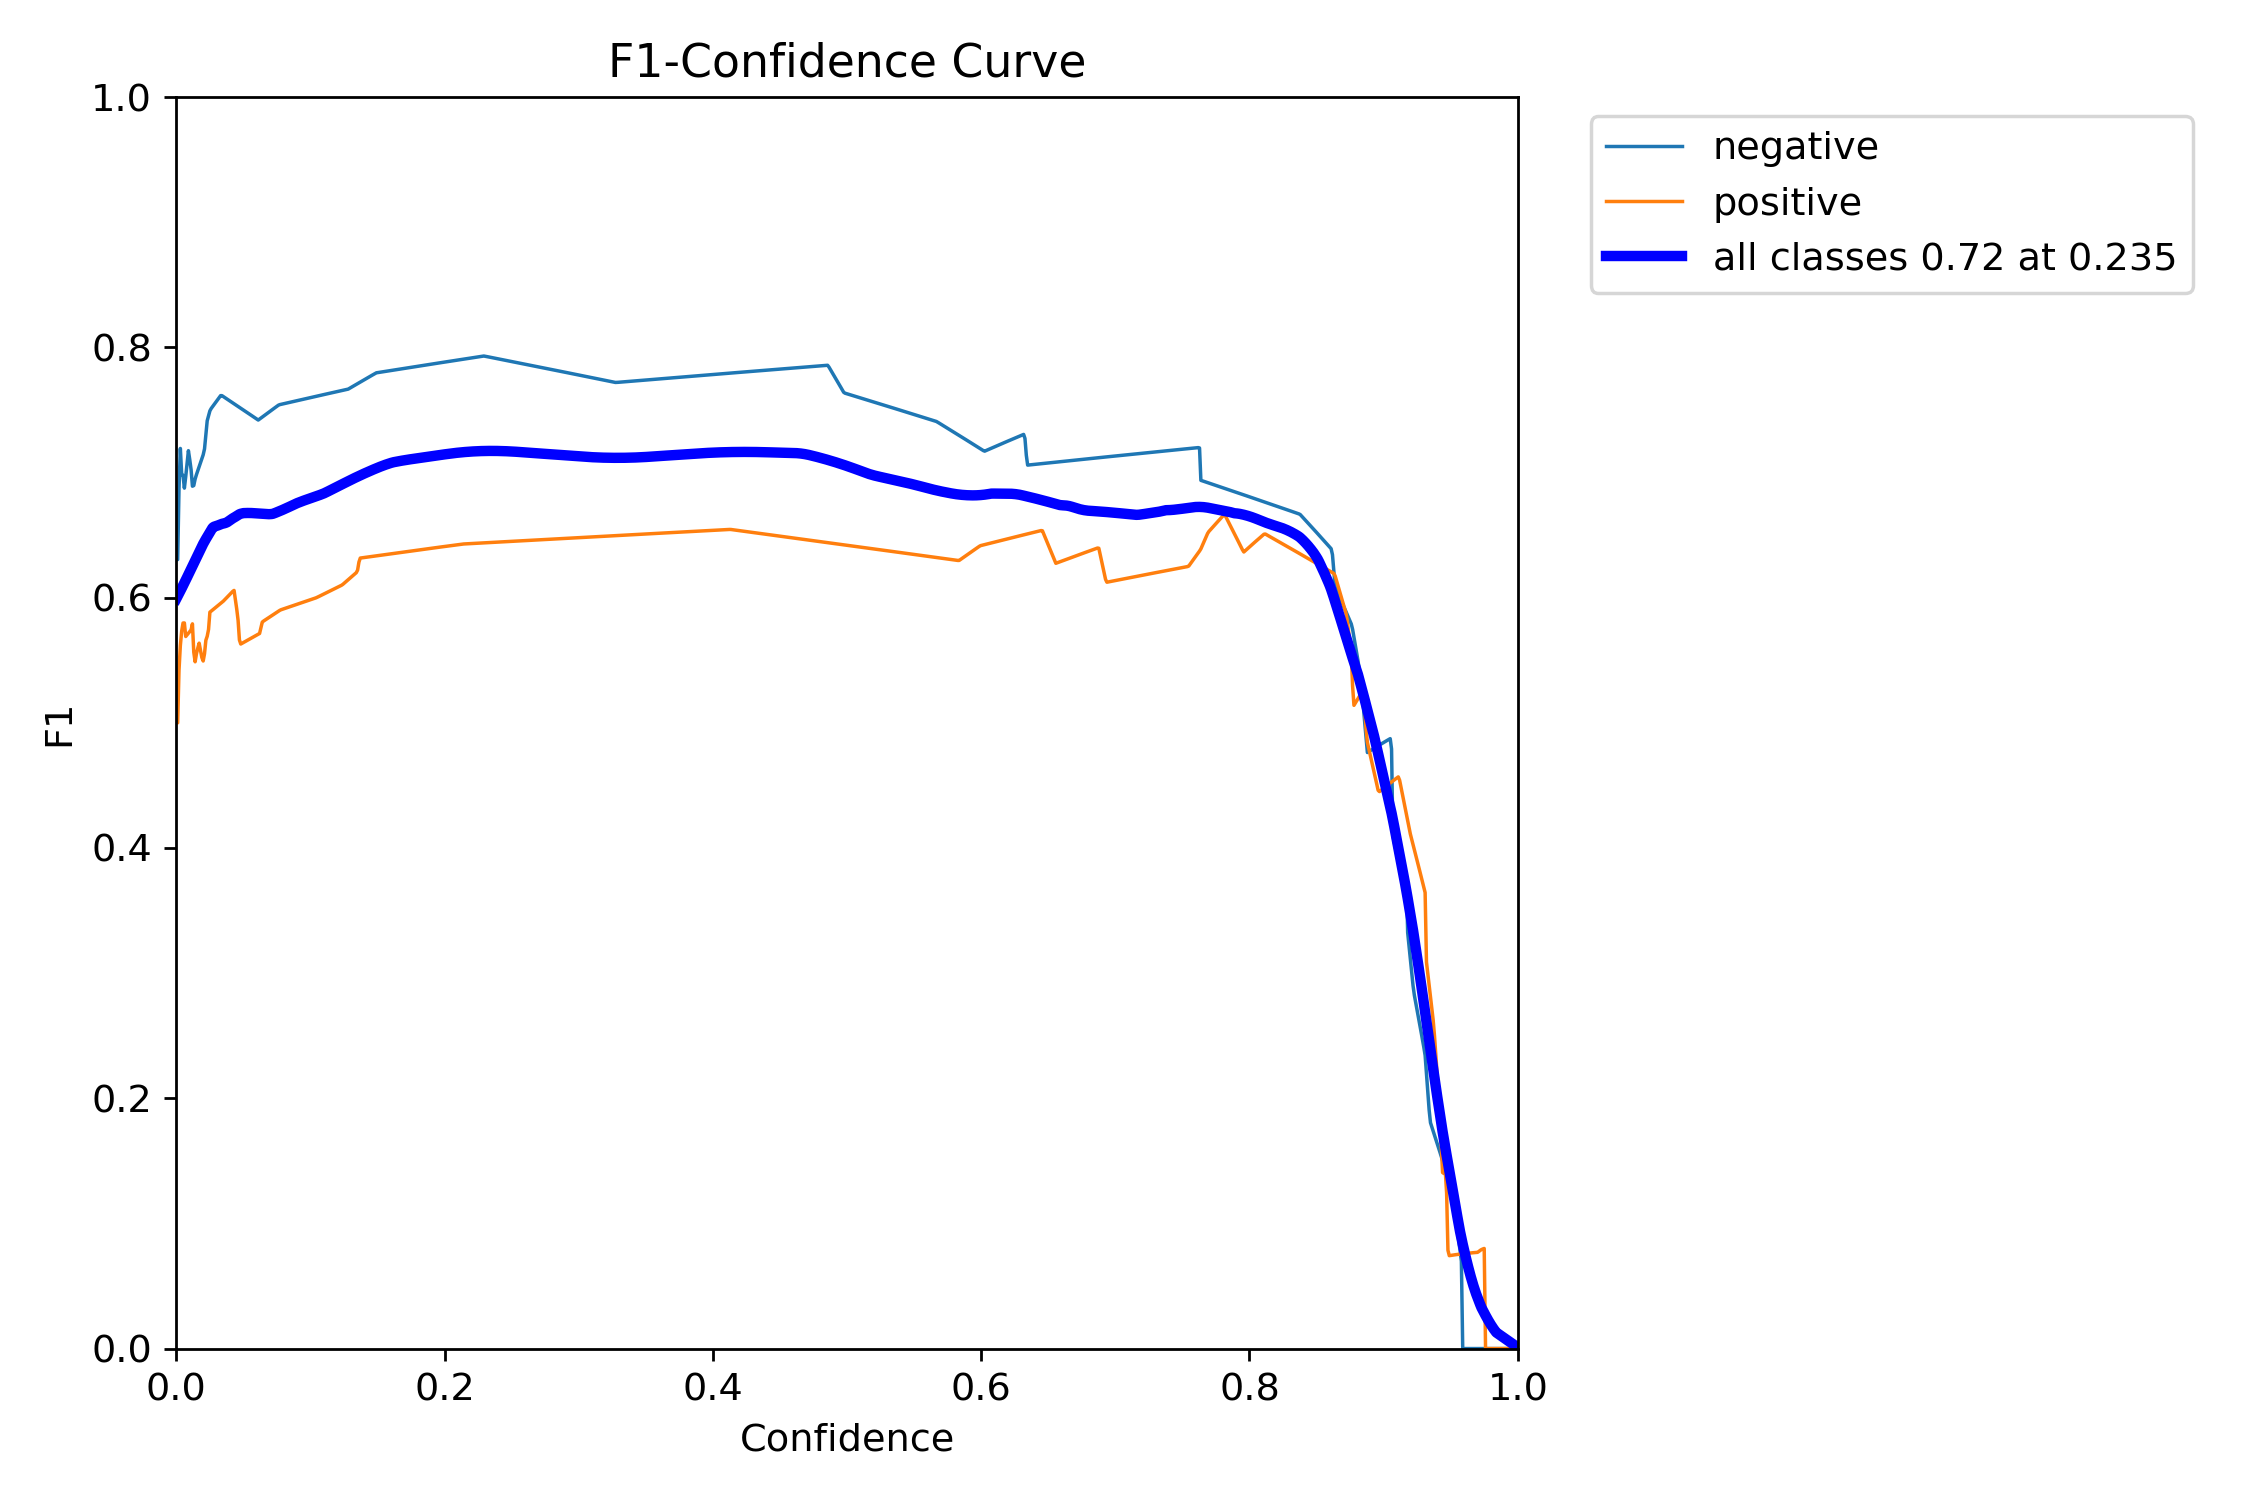 F1-Confidence Curve
1.0
0.8
0.6
0.4
0.2
0.0
F1
0.0 0.2 0.4 0.6 0.8 1.0
Confidence
negative
positive
all classes 0.72 at 0.235